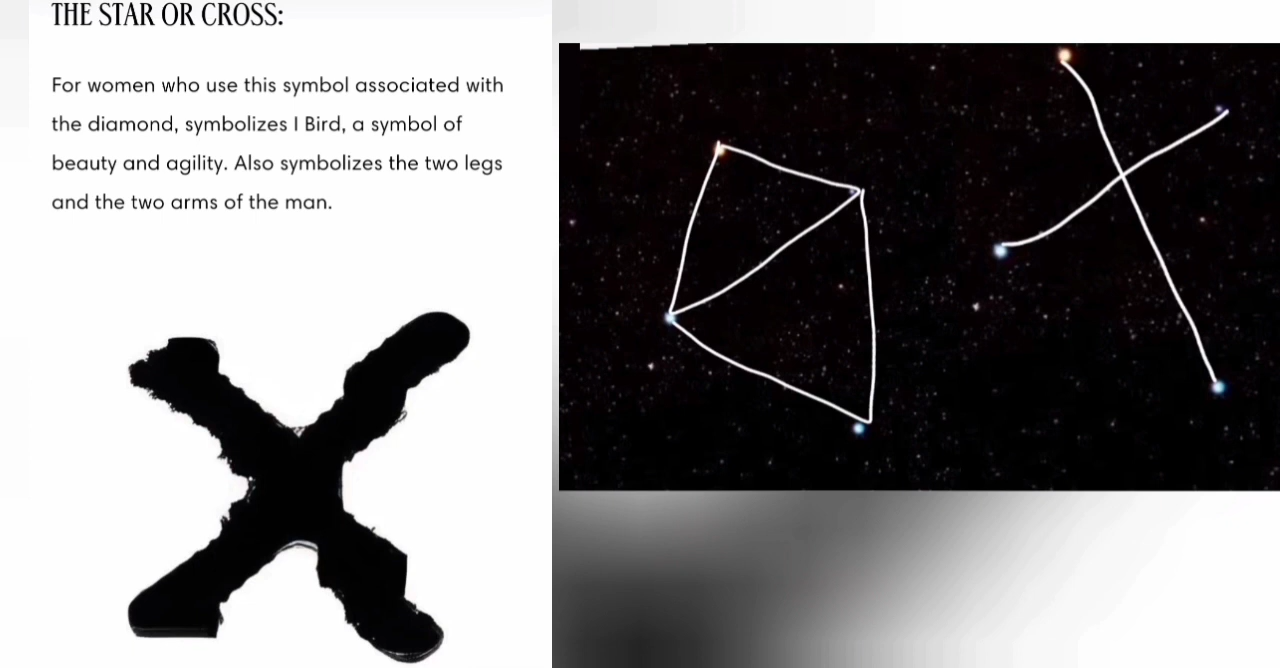 THE STAR OR CROSS:
For women who use this symbol associated with
the diamond, symbolizes I Bird, a symbol of
beauty and agility. Also symbolizes the two legs
and the two arms of the man.